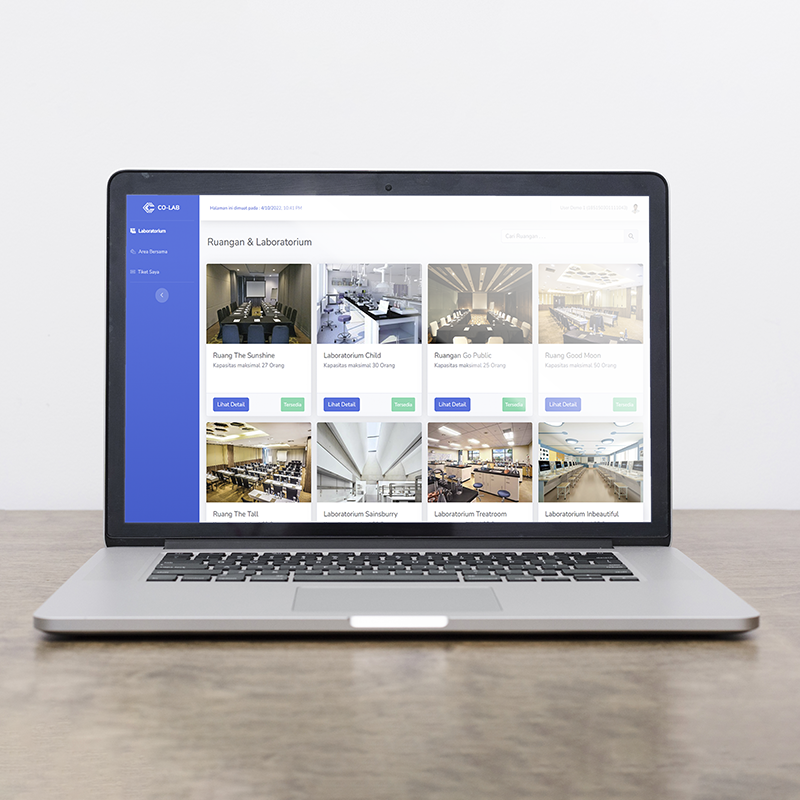 CO-LAB
Halaman ini dimuat pada : 4/10/2022, 10:41 PM
Laboratorium
Area Bersama
Tiket Saya
Ruangan & Laboratorium
Cari Ruangan ...
Ruang The Sunshine
Kapasitas maksimal 27 Orang
Lihat Detail
Tersedia
Laboratorium Child
Kapasitas maksimal 30 Orang
Lihat Detail
Tersedia
Ruangan Go Public
Kapasitas maksimal 25 Orang
Lihat Detail
Tersedia
Ruang Good Moon
Kapasitas maksimal 50 Orang
Lihat Detail
Tersedia
Ruang The Tall
Laboratorium Sainsburry
Laboratorium Treatroom
Laboratorium Inbeautiful